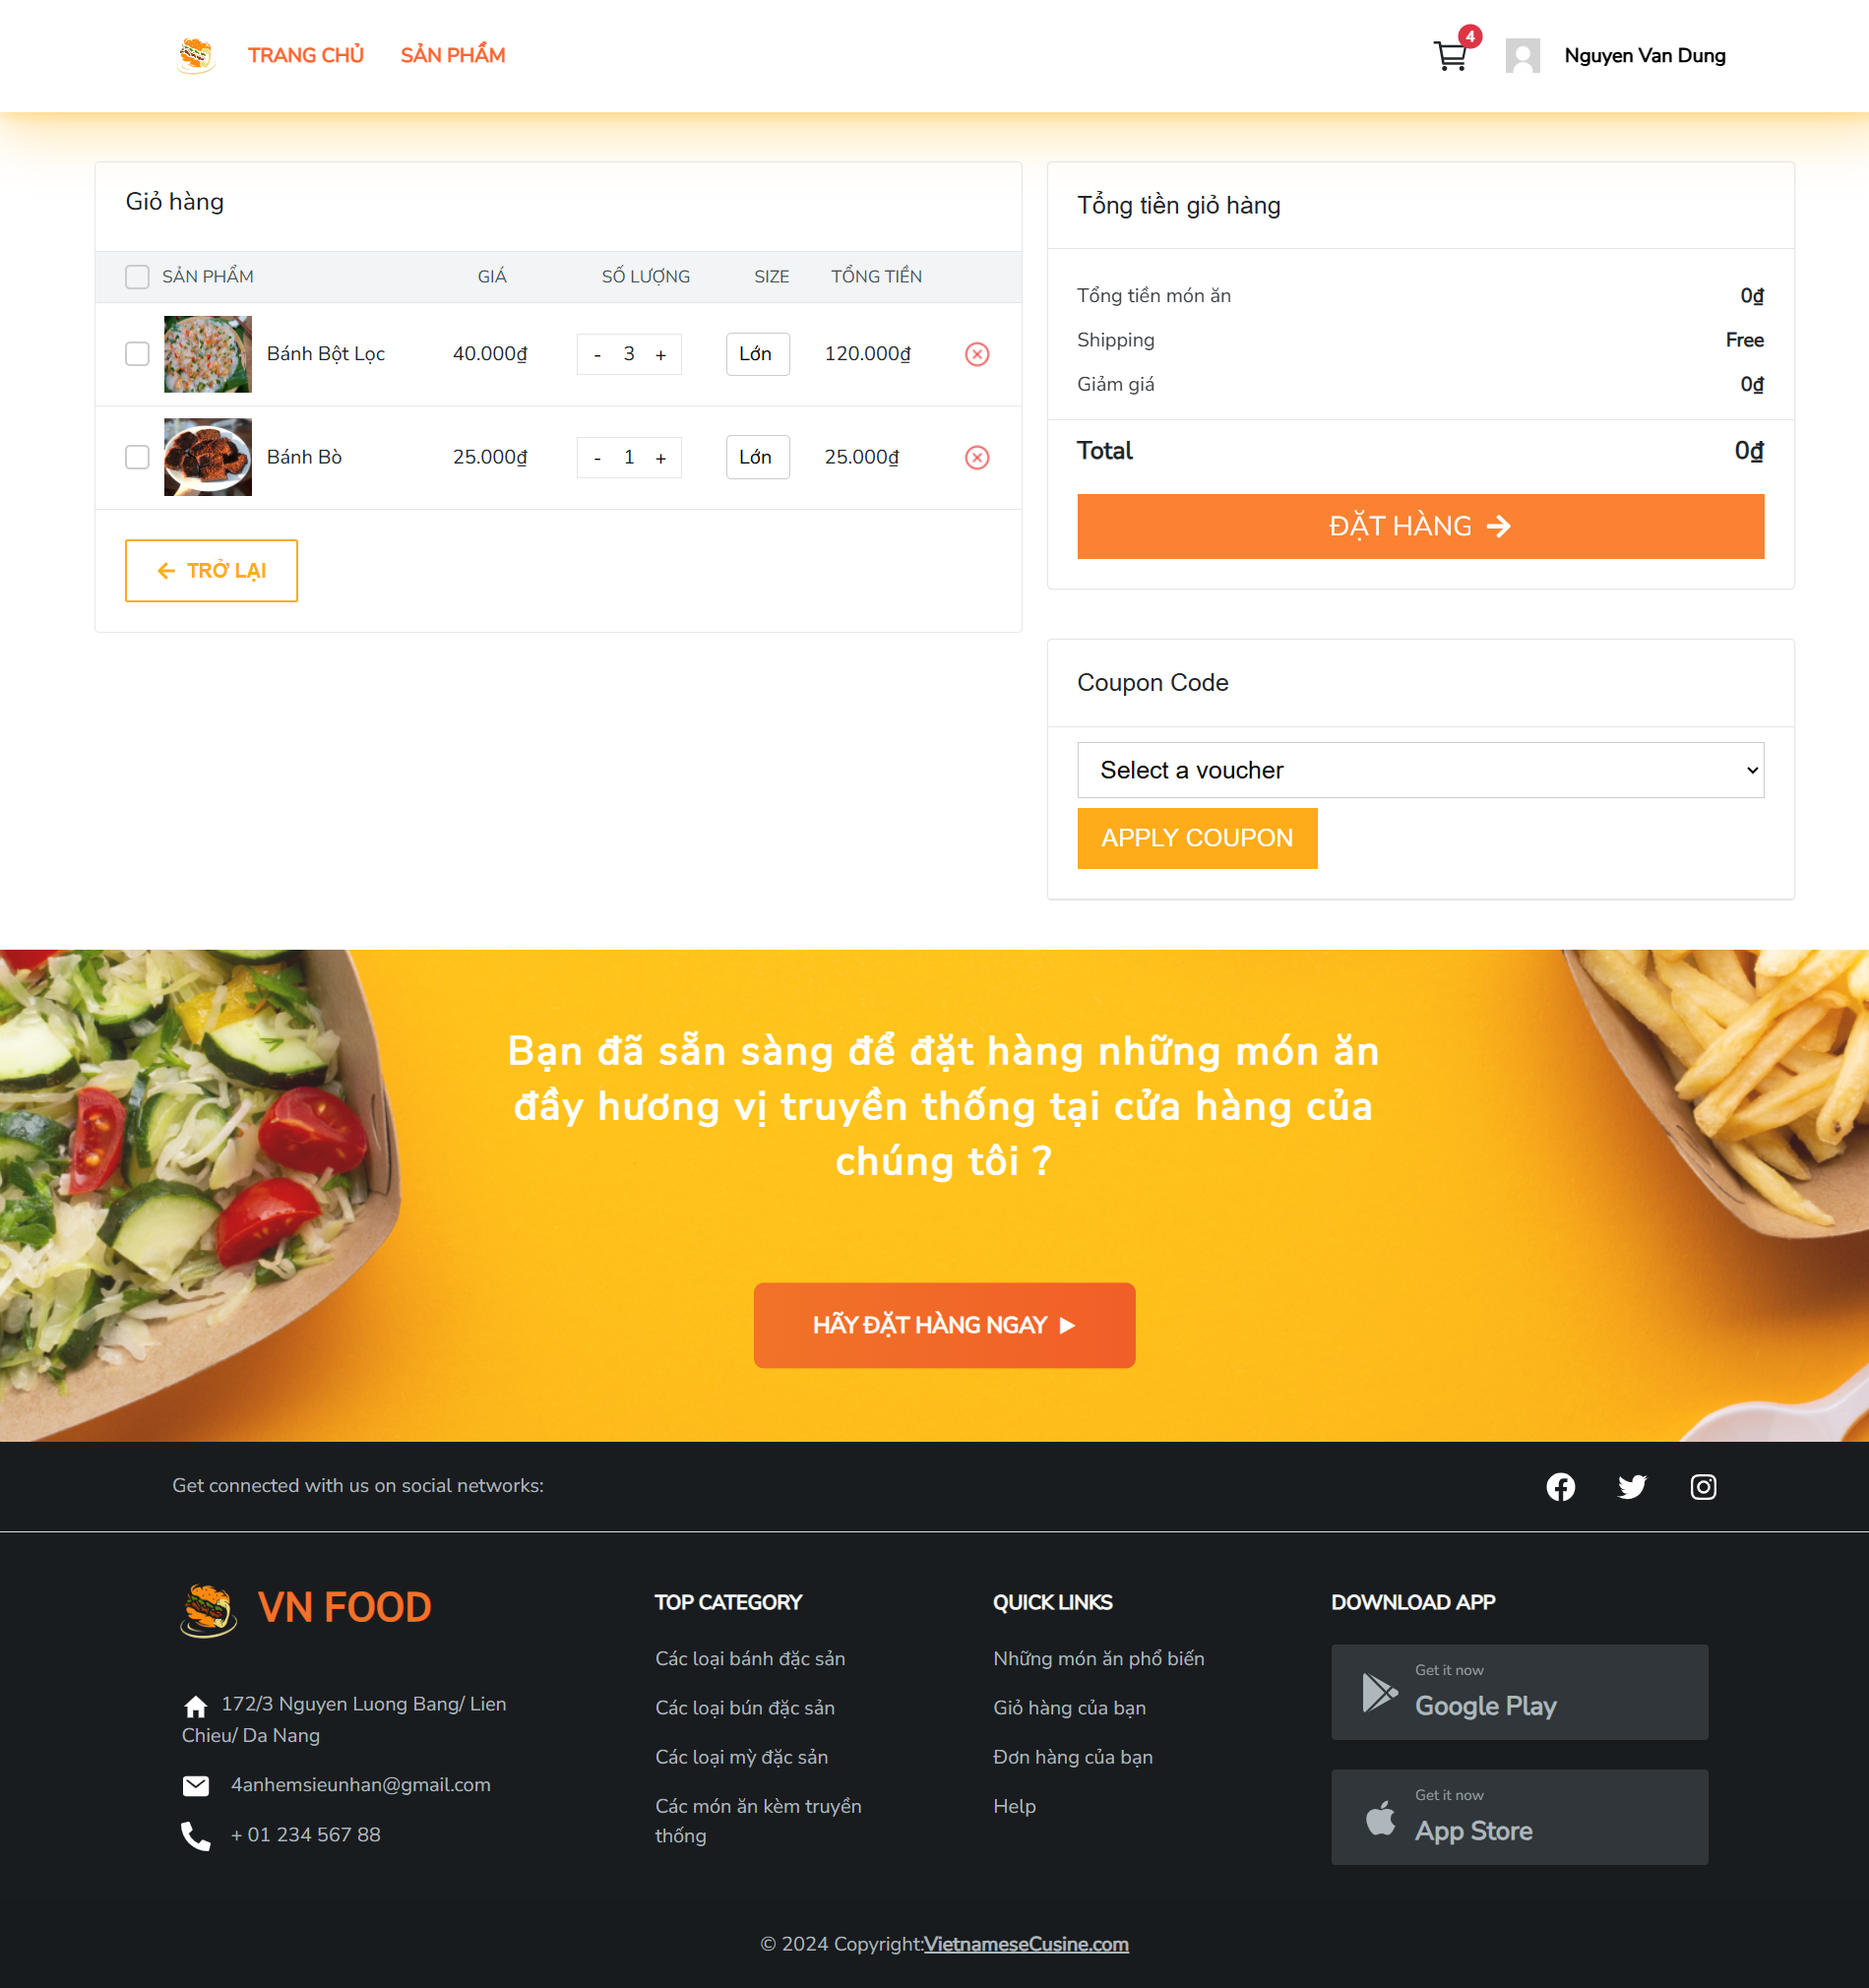 TRANG CHỦ SẢN PHẨM 4 Nguyen Van Dung
Giỏ hàng
SẢN PHẨM GIÁ SỐ LƯỢNG SIZE TỔNG TIỀN
Bánh Bột Lọc 40.000₫ - 3 + Lớn 120.000₫
Bánh Bò 25.000₫ - 1 + Lớn 25.000₫
TRỞ LẠI
Tổng tiền giỏ hàng
Tổng tiền món ăn 0₫
Shipping Free
Giảm giá 0₫
Total 0₫
ĐẶT HÀNG
Coupon Code
Select a voucher
APPLY COUPON
Bạn đã sẵn sàng để đặt hàng những món ăn
đầy hương vị truyền thống tại cửa hàng của
chúng tôi ?
HÃY ĐẶT HÀNG NGAY
Get connected with us on social networks:
VN FOOD
172/3 Nguyen Luong Bang/ Lien
Chieu/ Da Nang
4anhemsieunhan@gmail.com
+ 01 234 567 88
TOP CATEGORY
Các loại bánh đặc sản
Các loại bún đặc sản
Các loại mỳ đặc sản
Các món ăn kèm truyền
thống
QUICK LINKS
Những món ăn phổ biến
Giỏ hàng của bạn
Đơn hàng của bạn
Help
DOWNLOAD APP
Get it now
Google Play
Get it now
App Store
© 2024 Copyright:VietnameseCusine.com